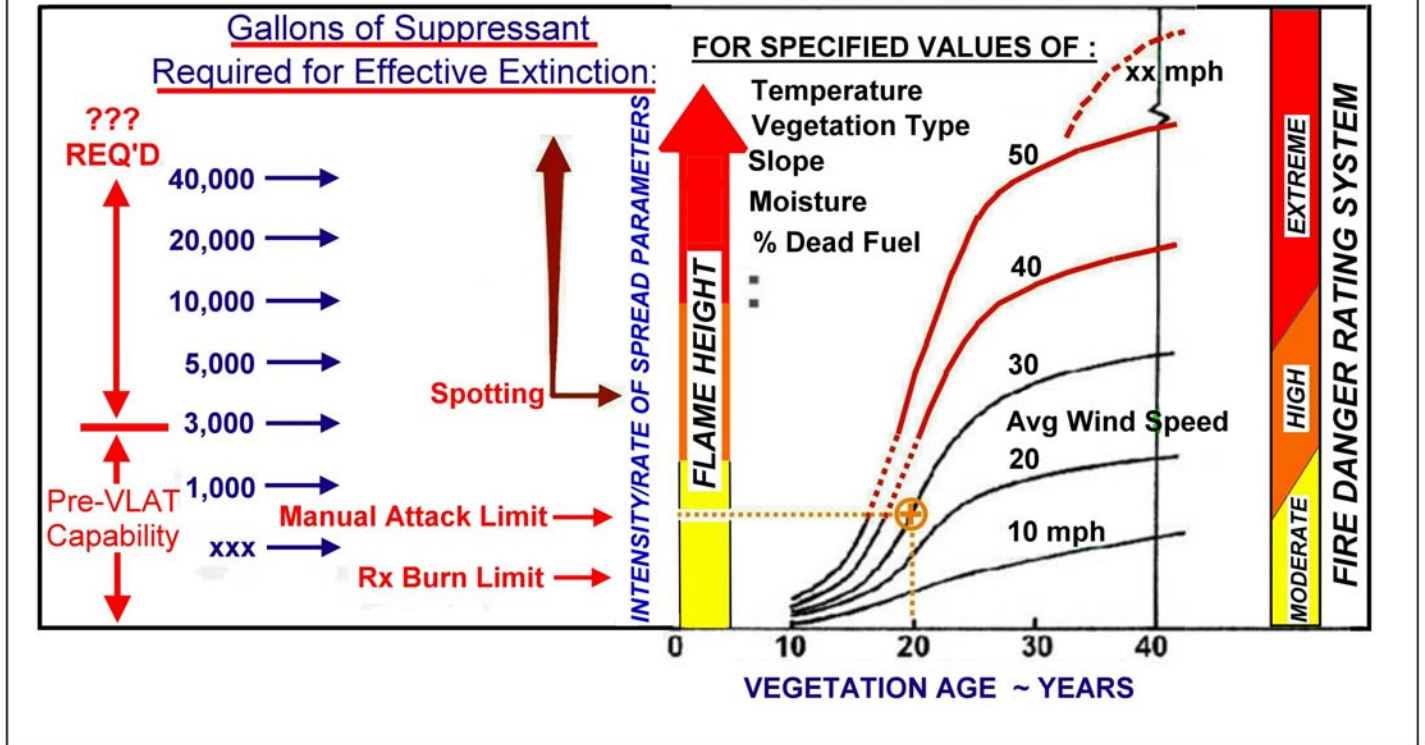 Gallons of Suppressant
Required for Effective Extinction:
???
REQ'D
40,000
20,000
10,000
5,000
3,000
1,000
xxx
Pre-VLAT
Capability
Spotting
Manual Attack Limit
Rx Burn Limit
INTENSITY/RATE OF SPREAD PARAMETERS
FLAME HEIGHT
FOR SPECIFIED VALUES OF :
Temperature
Vegetation Type
Slope
Moisture
% Dead Fuel
xx mph
50
40
30
Avg Wind Speed
20
10 mph
0 10 20 30 40
VEGETATION AGE ~ YEARS
EXTREME
HIGH
MODERATE
FIRE DANGER RATING SYSTEM